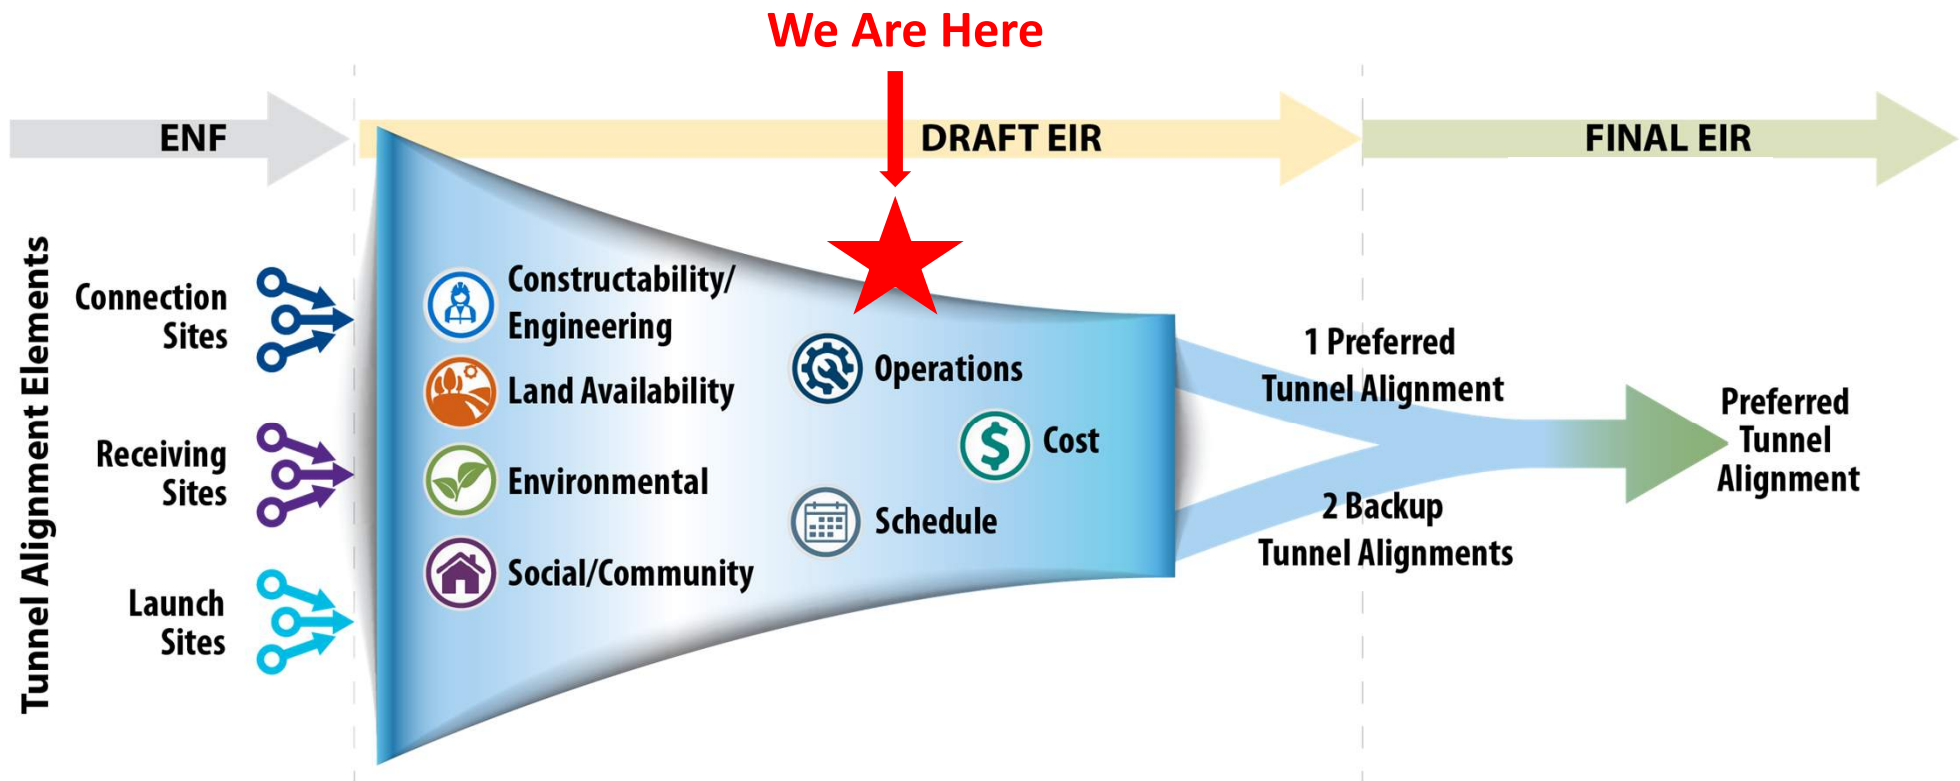 We Are Here
ENF
DRAFT EIR
FINAL EIR
Tunnel Alignment Elements
Connection
Sites
Receiving
Sites
Launch
Sites
Constructability/
Engineering
Land Availability
Environmental
Social/Community
Operations
Cost
$
Schedule
1 Preferred
Tunnel Alignment
2 Backup
Tunnel Alignments
Preferred
Tunnel
Alignment